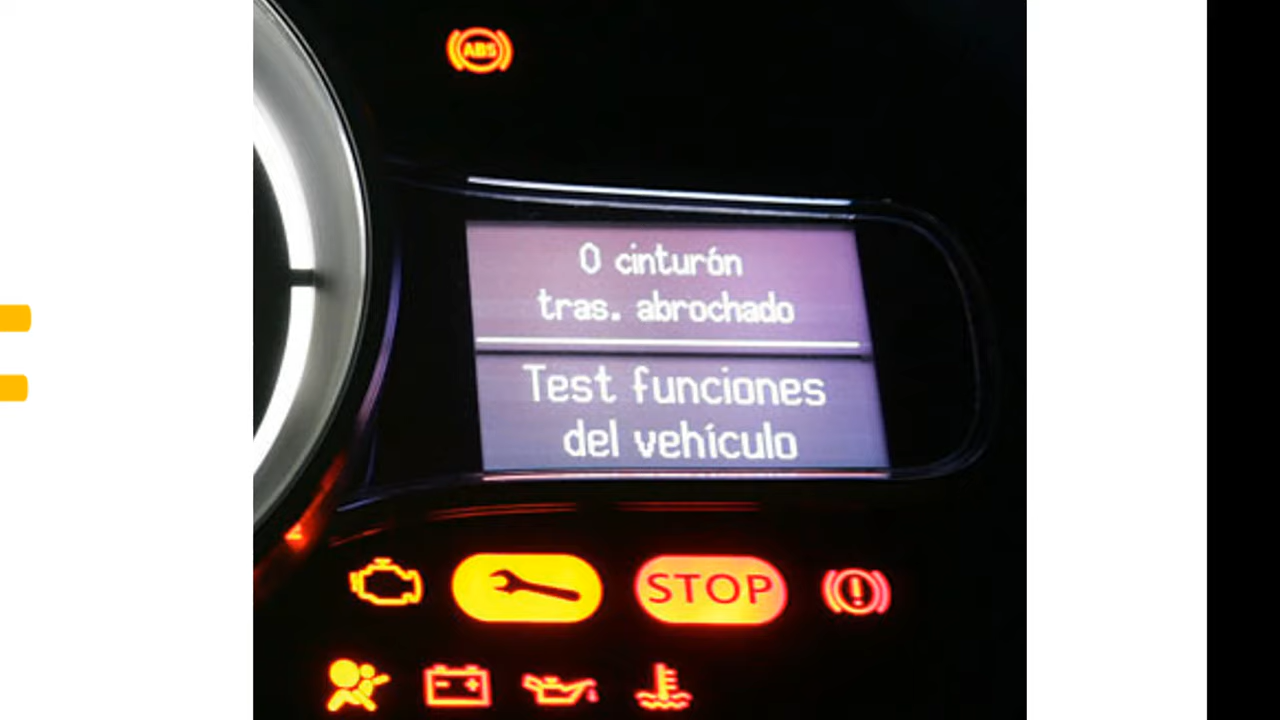 ABS
0 cinturón
tras. abrochado
Test funciones
del vehículo
STOP